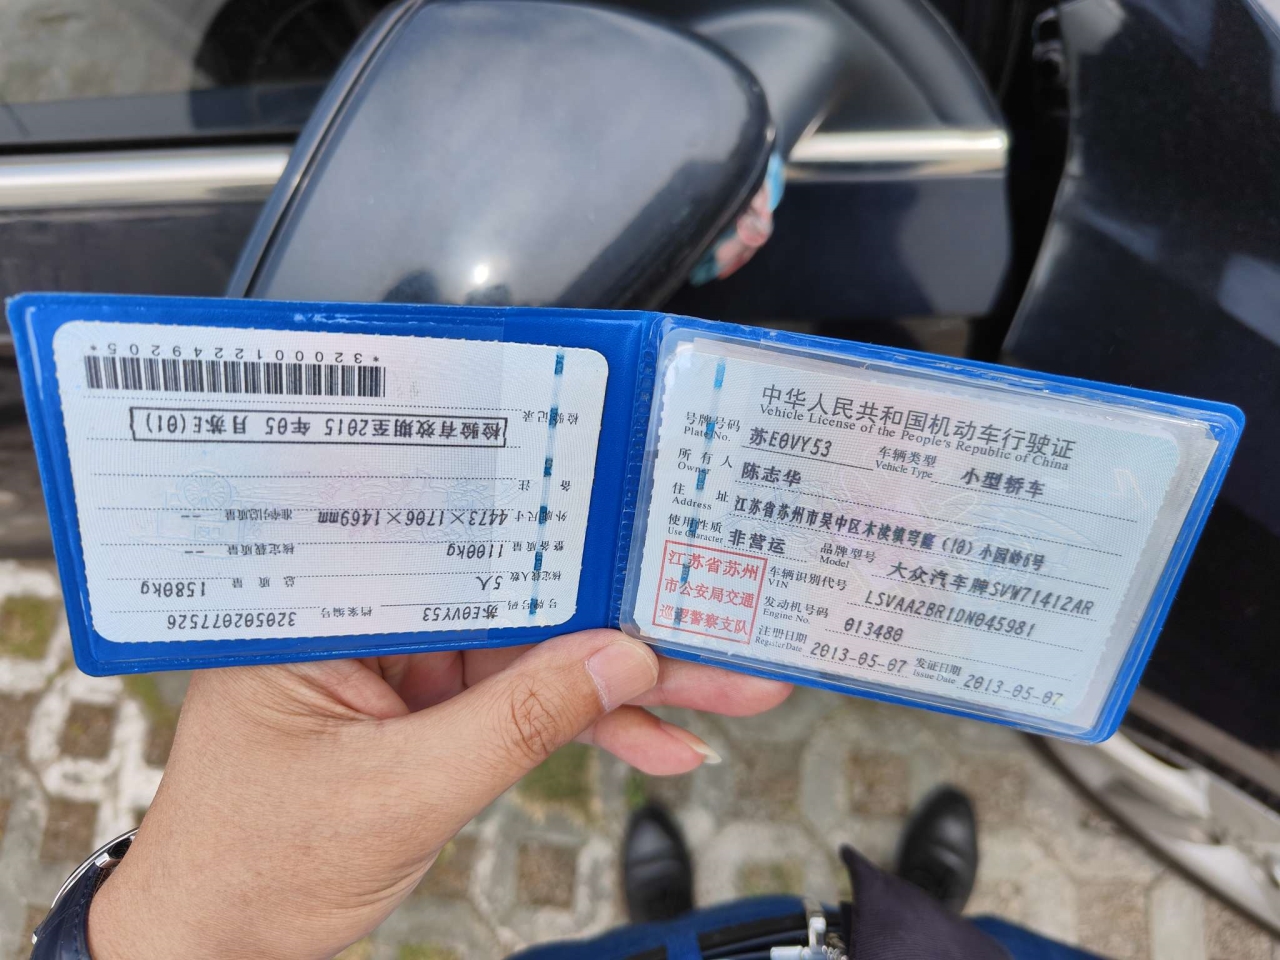 中华人民共和国机动车行驶证
Vehicle License of the People's Republic of China
号牌号码 苏E0VY53 车辆类型 小型轿车
Plate No. Vehicle Type
所有人 陈志华
Owner
住址 江苏省苏州市吴中区木渎镇穹窿(10)小园岭6号
Address
使用性质 非营运 品牌型号 大众汽车牌SVW71412AR
Use Character Model
江苏省苏州
市公安局交通
巡逻警察支队
车辆识别代号 LSVAA2BR1DN045981
VIN
发动机号码 013480
Engine No.
注册日期 2013-05-07 发证日期 2013-05-07
Register Date Issue Date
号牌号码 苏E0VY53 档案编号 320502077526
核定载人数 5人 总质量 1580kg
整备质量 1100kg 核定载质量 --
外廓尺寸 4473×1706×1469mm 准牵引总质量 --
备注
检验记录 检验有效期至2015年05月苏E(01)
*3200012249205*